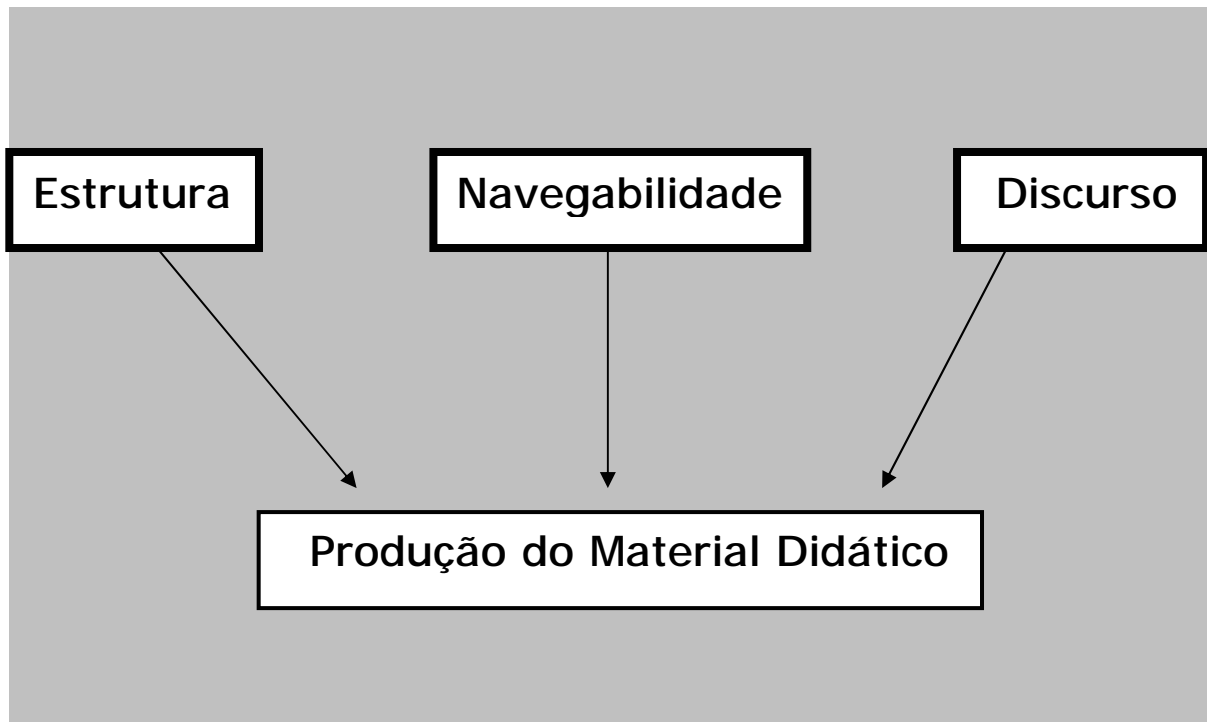 Estrutura
Navegabilidade
Discurso
Produção do Material Didático